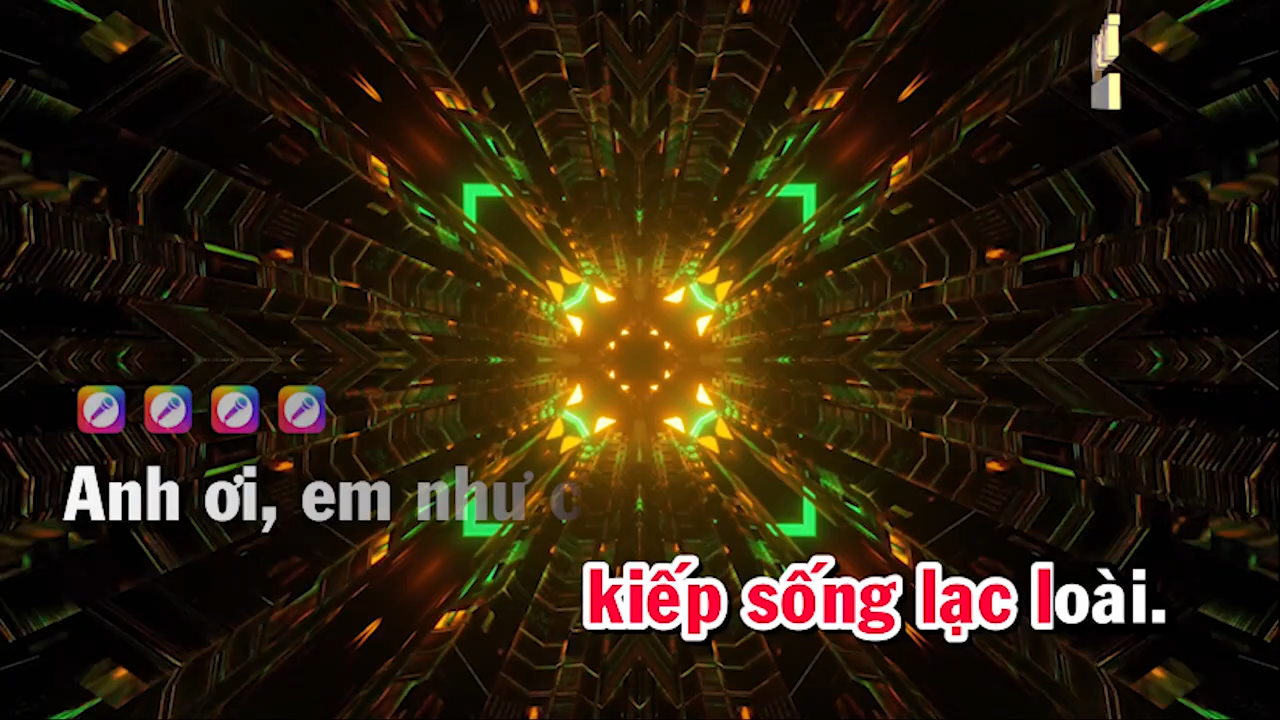 Anh ơi, em như c
kiếp sống lạc loài.